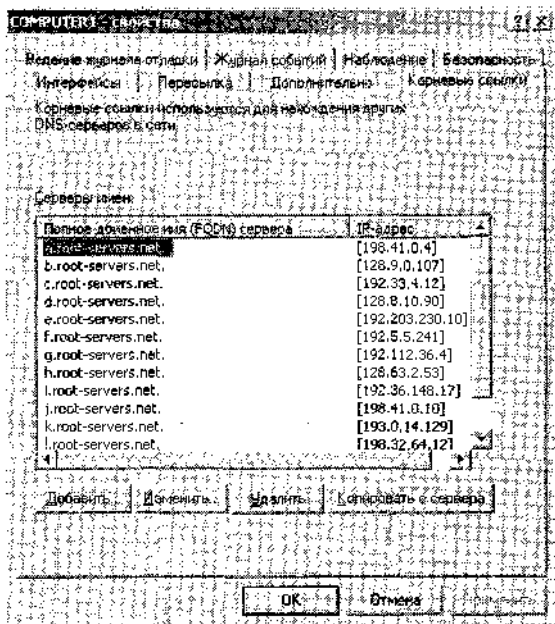 COMPUTER1 - свойства
Ведение журнала отладки Журнал событий Наблюдение Безопасность
Интерфейсы Пересылка Дополнительно Корневые ссылки
Корневые ссылки используются для нахождения других
DNS-серверов в сети.
Серверы имен:
Полное доменное имя (FQDN) сервера IP-адрес
a.root-servers.net. [198.41.0.4]
b.root-servers.net. [128.9.0.107]
c.root-servers.net. [192.33.4.12]
d.root-servers.net. [128.8.10.90]
e.root-servers.net. [192.203.230.10]
f.root-servers.net. [192.5.5.241]
g.root-servers.net. [192.112.36.4]
h.root-servers.net. [128.63.2.53]
i.root-servers.net. [192.36.148.17]
j.root-servers.net. [198.41.0.10]
k.root-servers.net. [193.0.14.129]
l.root-servers.net. [198.32.64.12]
Добавить... Изменить... Удалить Копировать с сервера
OK Отмена